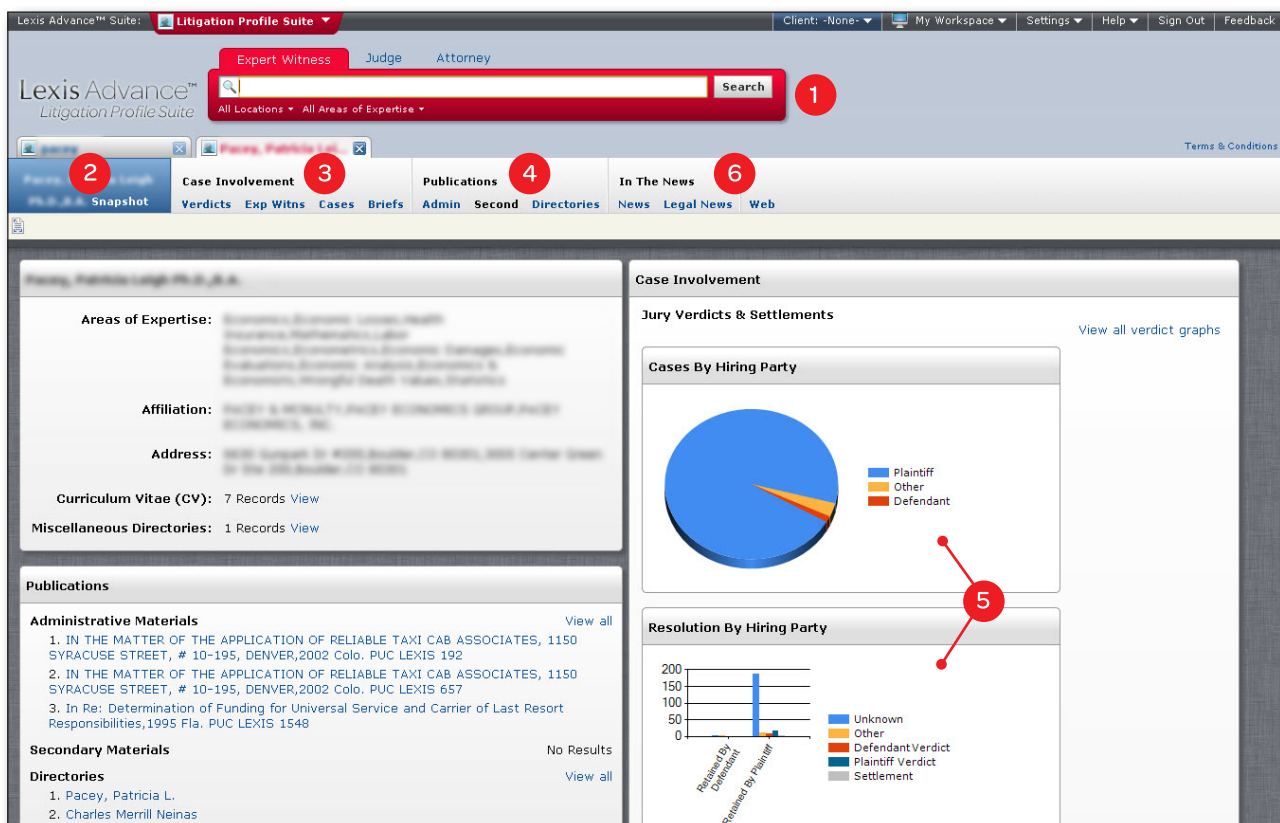 Lexis Advance™ Suite: Litigation Profile Suite Client: -None- My Workspace Settings Help Sign Out Feedback
Expert Witness Judge Attorney
Lexis Advance™
Litigation Profile Suite
Search
1
All Locations All Areas of Expertise
Terms & Conditions
2
Snapshot
Case Involvement 3 Publications 4 In The News 6
Verdicts Exp Witns Cases Briefs Admin Second Directories News Legal News Web
Areas of Expertise:
Affiliation:
Address:
Curriculum Vitae (CV): 7 Records View
Miscellaneous Directories: 1 Records View
Publications
Administrative Materials View all
1. IN THE MATTER OF THE APPLICATION OF RELIABLE TAXI CAB ASSOCIATES, 1150
SYRACUSE STREET, # 10-195, DENVER,2002 Colo. PUC LEXIS 192
2. IN THE MATTER OF THE APPLICATION OF RELIABLE TAXI CAB ASSOCIATES, 1150
SYRACUSE STREET, # 10-195, DENVER,2002 Colo. PUC LEXIS 657
3. In Re: Determination of Funding for Universal Service and Carrier of Last Resort
Responsibilities,1995 Fla. PUC LEXIS 1548
Secondary Materials No Results
Directories View all
1. Pacey, Patricia L.
2. Charles Merrill Neinas
Case Involvement
Jury Verdicts & Settlements
View all verdict graphs
Cases By Hiring Party
Plaintiff
Other
Defendant
5
Resolution By Hiring Party
200
150
100
50
0
Retained By
Defendant
Retained By Plaintiff
Unknown
Other
Defendant Verdict
Plaintiff Verdict
Settlement